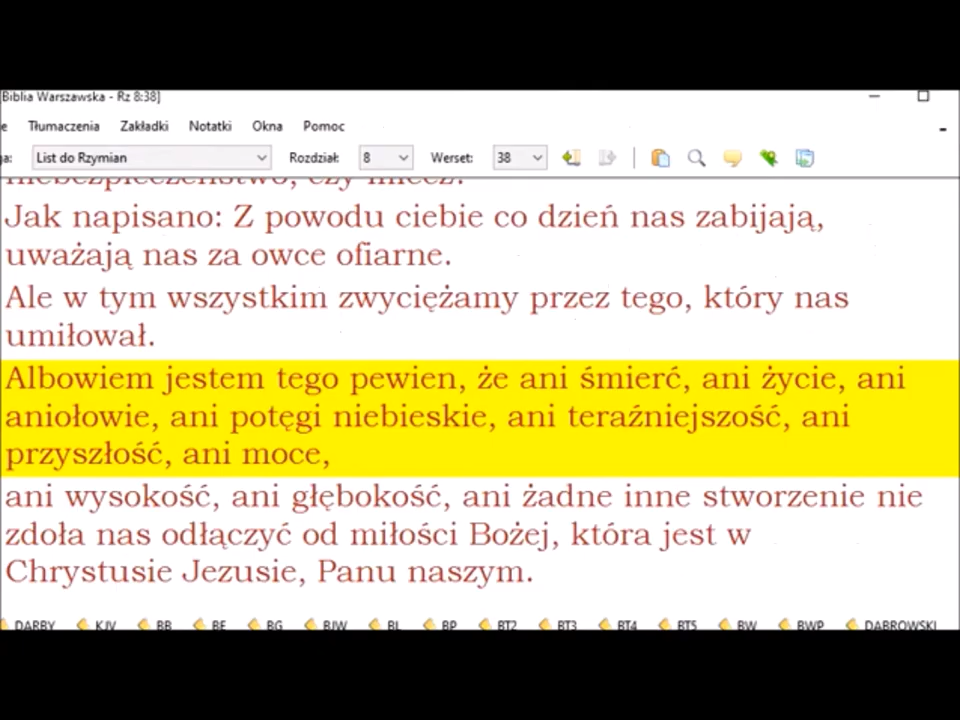 [Biblia Warszawska - Rz 8:38]
Tłumaczenia Zakładki Notatki Okna Pomoc
List do Rzymian Rozdział: 8 Werset: 38
niebezpieczeństwo, czy miecz?
Jak napisano: Z powodu ciebie co dzień nas zabijają,
uważają nas za owce ofiarne.
Ale w tym wszystkim zwyciężamy przez tego, który nas
umiłował.
Albowiem jestem tego pewien, że ani śmierć, ani życie, ani
aniołowie, ani potęgi niebieskie, ani teraźniejszość, ani
przyszłość, ani moce,
ani wysokość, ani głębokość, ani żadne inne stworzenie nie
zdoła nas odłączyć od miłości Bożej, która jest w
Chrystusie Jezusie, Panu naszym.
DARBY KJV BB BE BG BJW BL BP BT2 BT3 BT4 BT5 BW BWP DABROWSKI